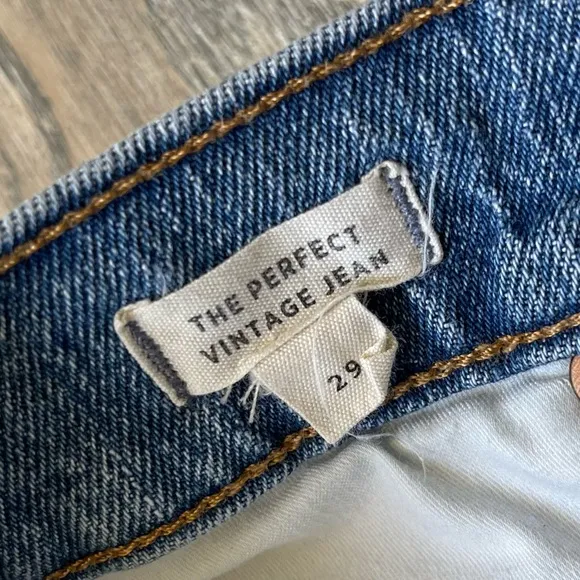 THE PERFECT
VINTAGE JEAN
29